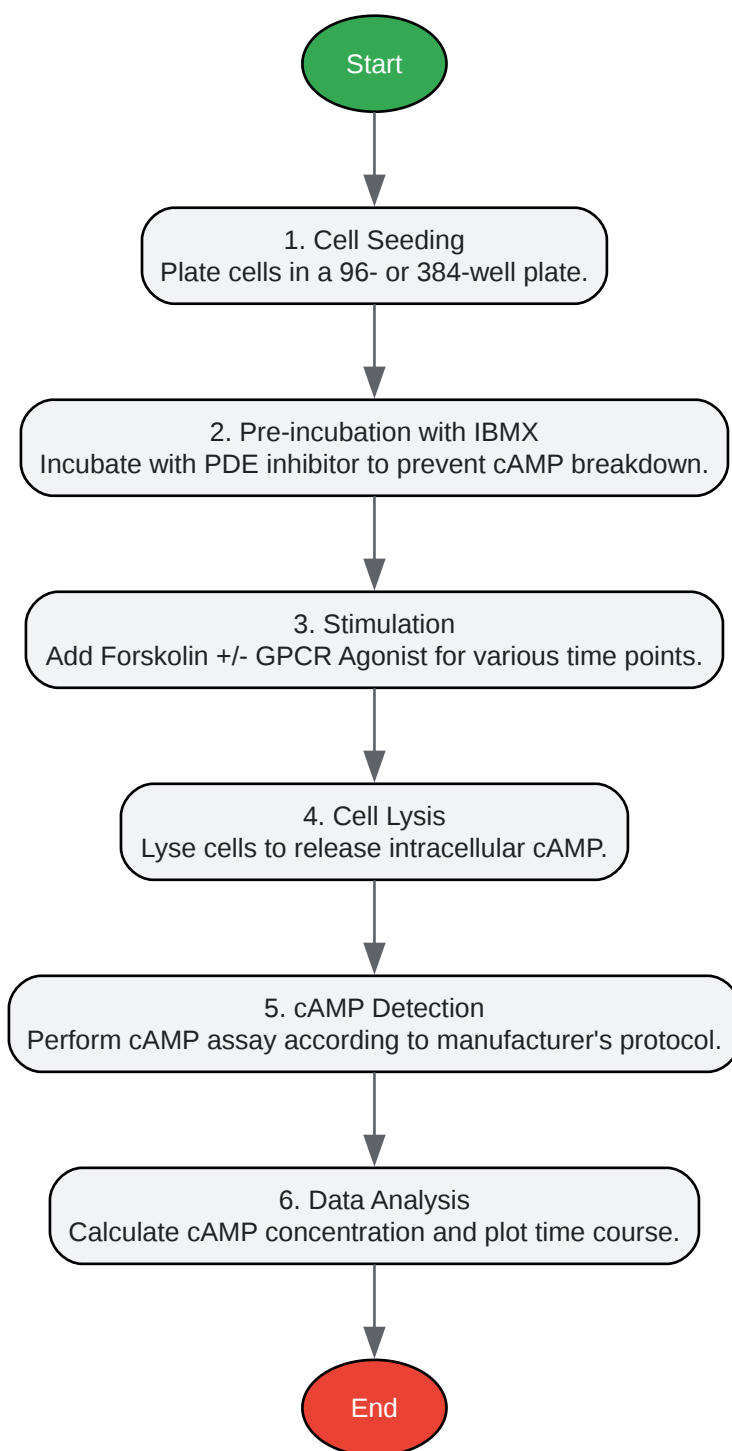 Start
1. Cell Seeding
Plate cells in a 96- or 384-well plate.
2. Pre-incubation with IBMX
Incubate with PDE inhibitor to prevent cAMP breakdown.
3. Stimulation
Add Forskolin +/- GPCR Agonist for various time points.
4. Cell Lysis
Lyse cells to release intracellular cAMP.
5. cAMP Detection
Perform cAMP assay according to manufacturer's protocol.
6. Data Analysis
Calculate cAMP concentration and plot time course.
End